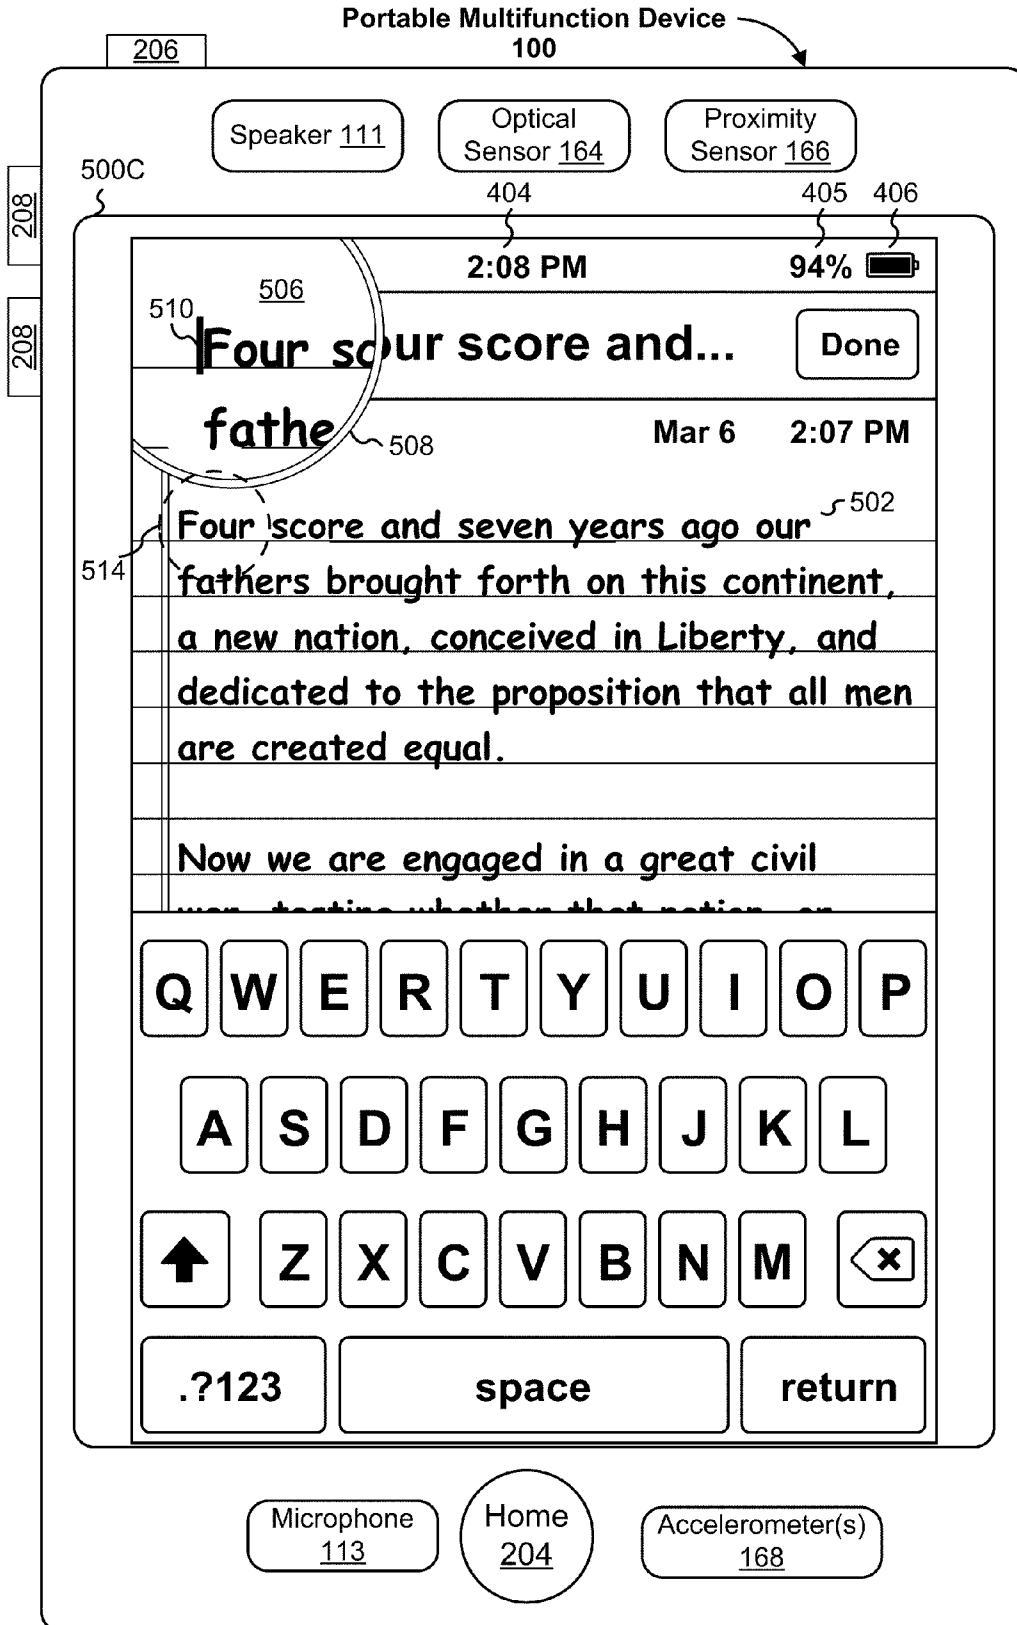 Portable Multifunction Device
100
206
Speaker 111
Optical
Sensor 164
Proximity
Sensor 166
500C
404
405
406
208
208
2:08 PM
94%
506
510
Four sc
our score and...
Done
fathe
508
Mar 6
2:07 PM
502
Four score and seven years ago our
514
fathers brought forth on this continent,
a new nation, conceived in Liberty, and
dedicated to the proposition that all men
are created equal.
Now we are engaged in a great civil
Q W E R T Y U I O P
A S D F G H J K L
Z X C V B N M
.?123
space
return
Microphone
113
Home
204
Accelerometer(s)
168